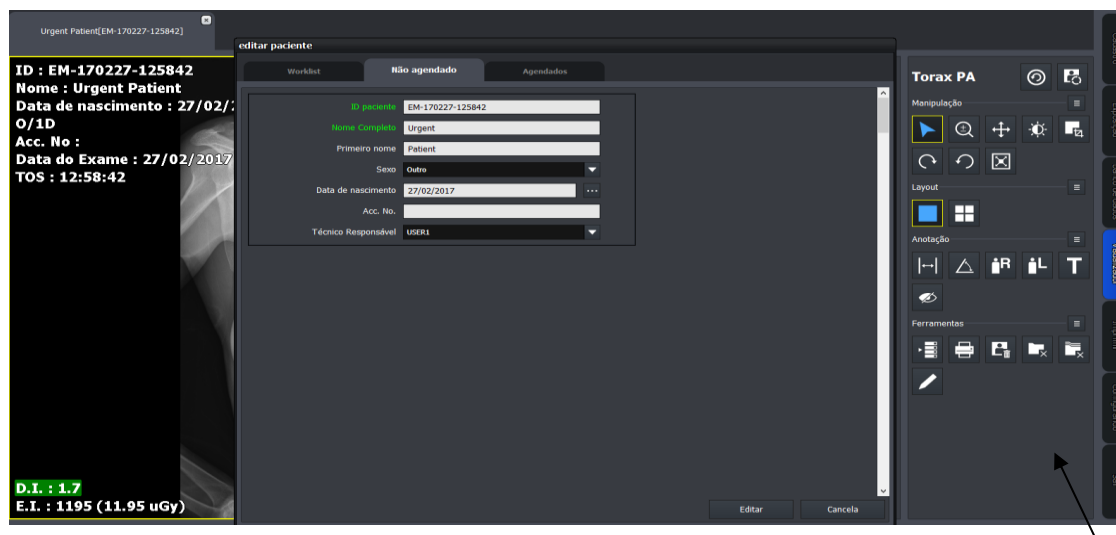 Urgent Patient[EM-170227-125842]
editar paciente
Worklist
Não agendado
Agendados
ID : EM-170227-125842
Nome : Urgent Patient
Data de nascimento : 27/02/
O/1D
Acc. No :
Data do Exame : 27/02/2017
TOS : 12:58:42
ID paciente EM-170227-125842
Nome Completo Urgent
Primeiro nome Patient
Sexo Outro
Data de nascimento 27/02/2017 ...
Acc. No.
Técnico Responsável USER1
Editar
Cancela
D.I. : 1.7
E.I. : 1195 (11.95 uGy)
Torax PA
Manipulação
Layout
Anotação
R
L
T
Ferramentas